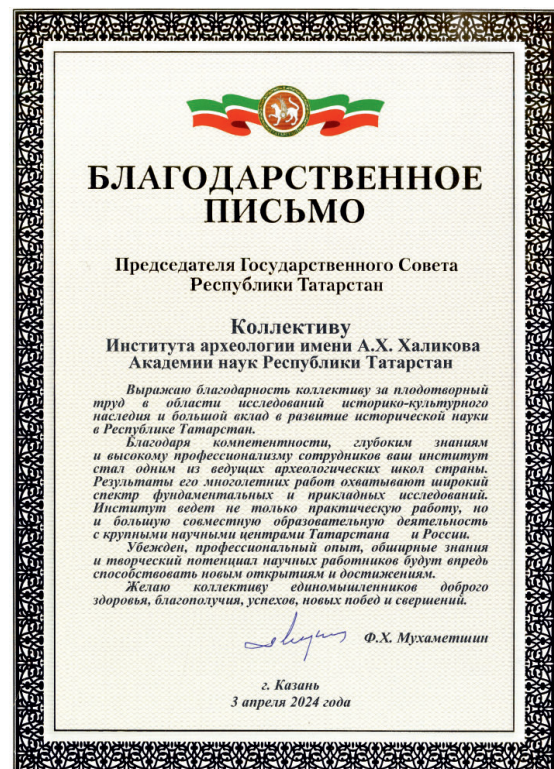 БЛАГОДАРСТВЕННОЕ
ПИСЬМО
Председателя Государственного Совета
Республики Татарстан
Коллективу
Института археологии имени А.Х. Халикова
Академии наук Республики Татарстан
Выражаю благодарность коллективу за плодотворный
труд в области исследований историко-культурного
наследия и большой вклад в развитие исторической науки
в Республике Татарстан.
Благодаря компетентности, глубоким знаниям
и высокому профессионализму сотрудников ваш институт
стал одним из ведущих археологических школ страны.
Результаты его многолетних работ охватывают широкий
спектр фундаментальных и прикладных исследований.
Институт ведет не только практическую работу, но
и большую совместную образовательную деятельность
с крупными научными центрами Татарстана и России.
Убежден, профессиональный опыт, обширные знания
и творческий потенциал научных работников будут впредь
способствовать новым открытиям и достижениям.
Желаю коллективу единомышленников доброго
здоровья, благополучия, успехов, новых побед и свершений.
Ф.Х. Мухаметшин
г. Казань
3 апреля 2024 года